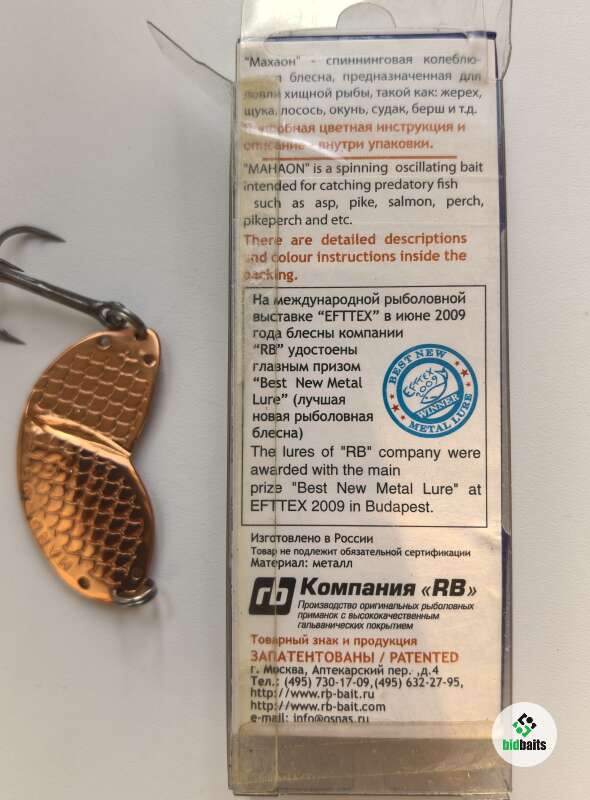 "Махаон" - спиннинговая колеблю-
блесна, предназначенная для
ловли хищной рыбы, такой как: жерех,
щука, лосось, окунь, судак, берш и т.д.
цветная инструкция и
описание - внутри упаковки.
"MAHAON" is a spinning oscillating bait
intended for catching predatory fish
such as asp, pike, salmon, perch,
pikeperch and etc.
There are detailed descriptions
and colour instructions inside the
packing.
На международной рыболовной
выставке “EFTTEX” в июне 2009
года блесны компании
“RB” удостоены
главным призом
“Best New Metal
Lure” (лучшая
новая рыболовная
блесна)
BEST NEW
EFTTEX
2009
WINNER
METAL LURE
The lures of "RB" company were
awarded with the main
prize "Best New Metal Lure" at
EFTTEX 2009 in Budapest.
Изготовлено в России
Товар не подлежит обязательной сертификации
Материал: металл
rb Компания «RB»
Производство оригинальных рыболовных
приманок с высококачественным
гальваническим покрытием
Товарный знак и продукция
ЗАПАТЕНТОВАНЫ / PATENTED
г. Москва, Аптекарский пер. ,д.4
Тел.: (495) 730-17-09,(495) 632-27-95,
http://www.rb-bait.ru
http://www.rb-bait.com
e-mail: info@osnas.ru
bidbaits